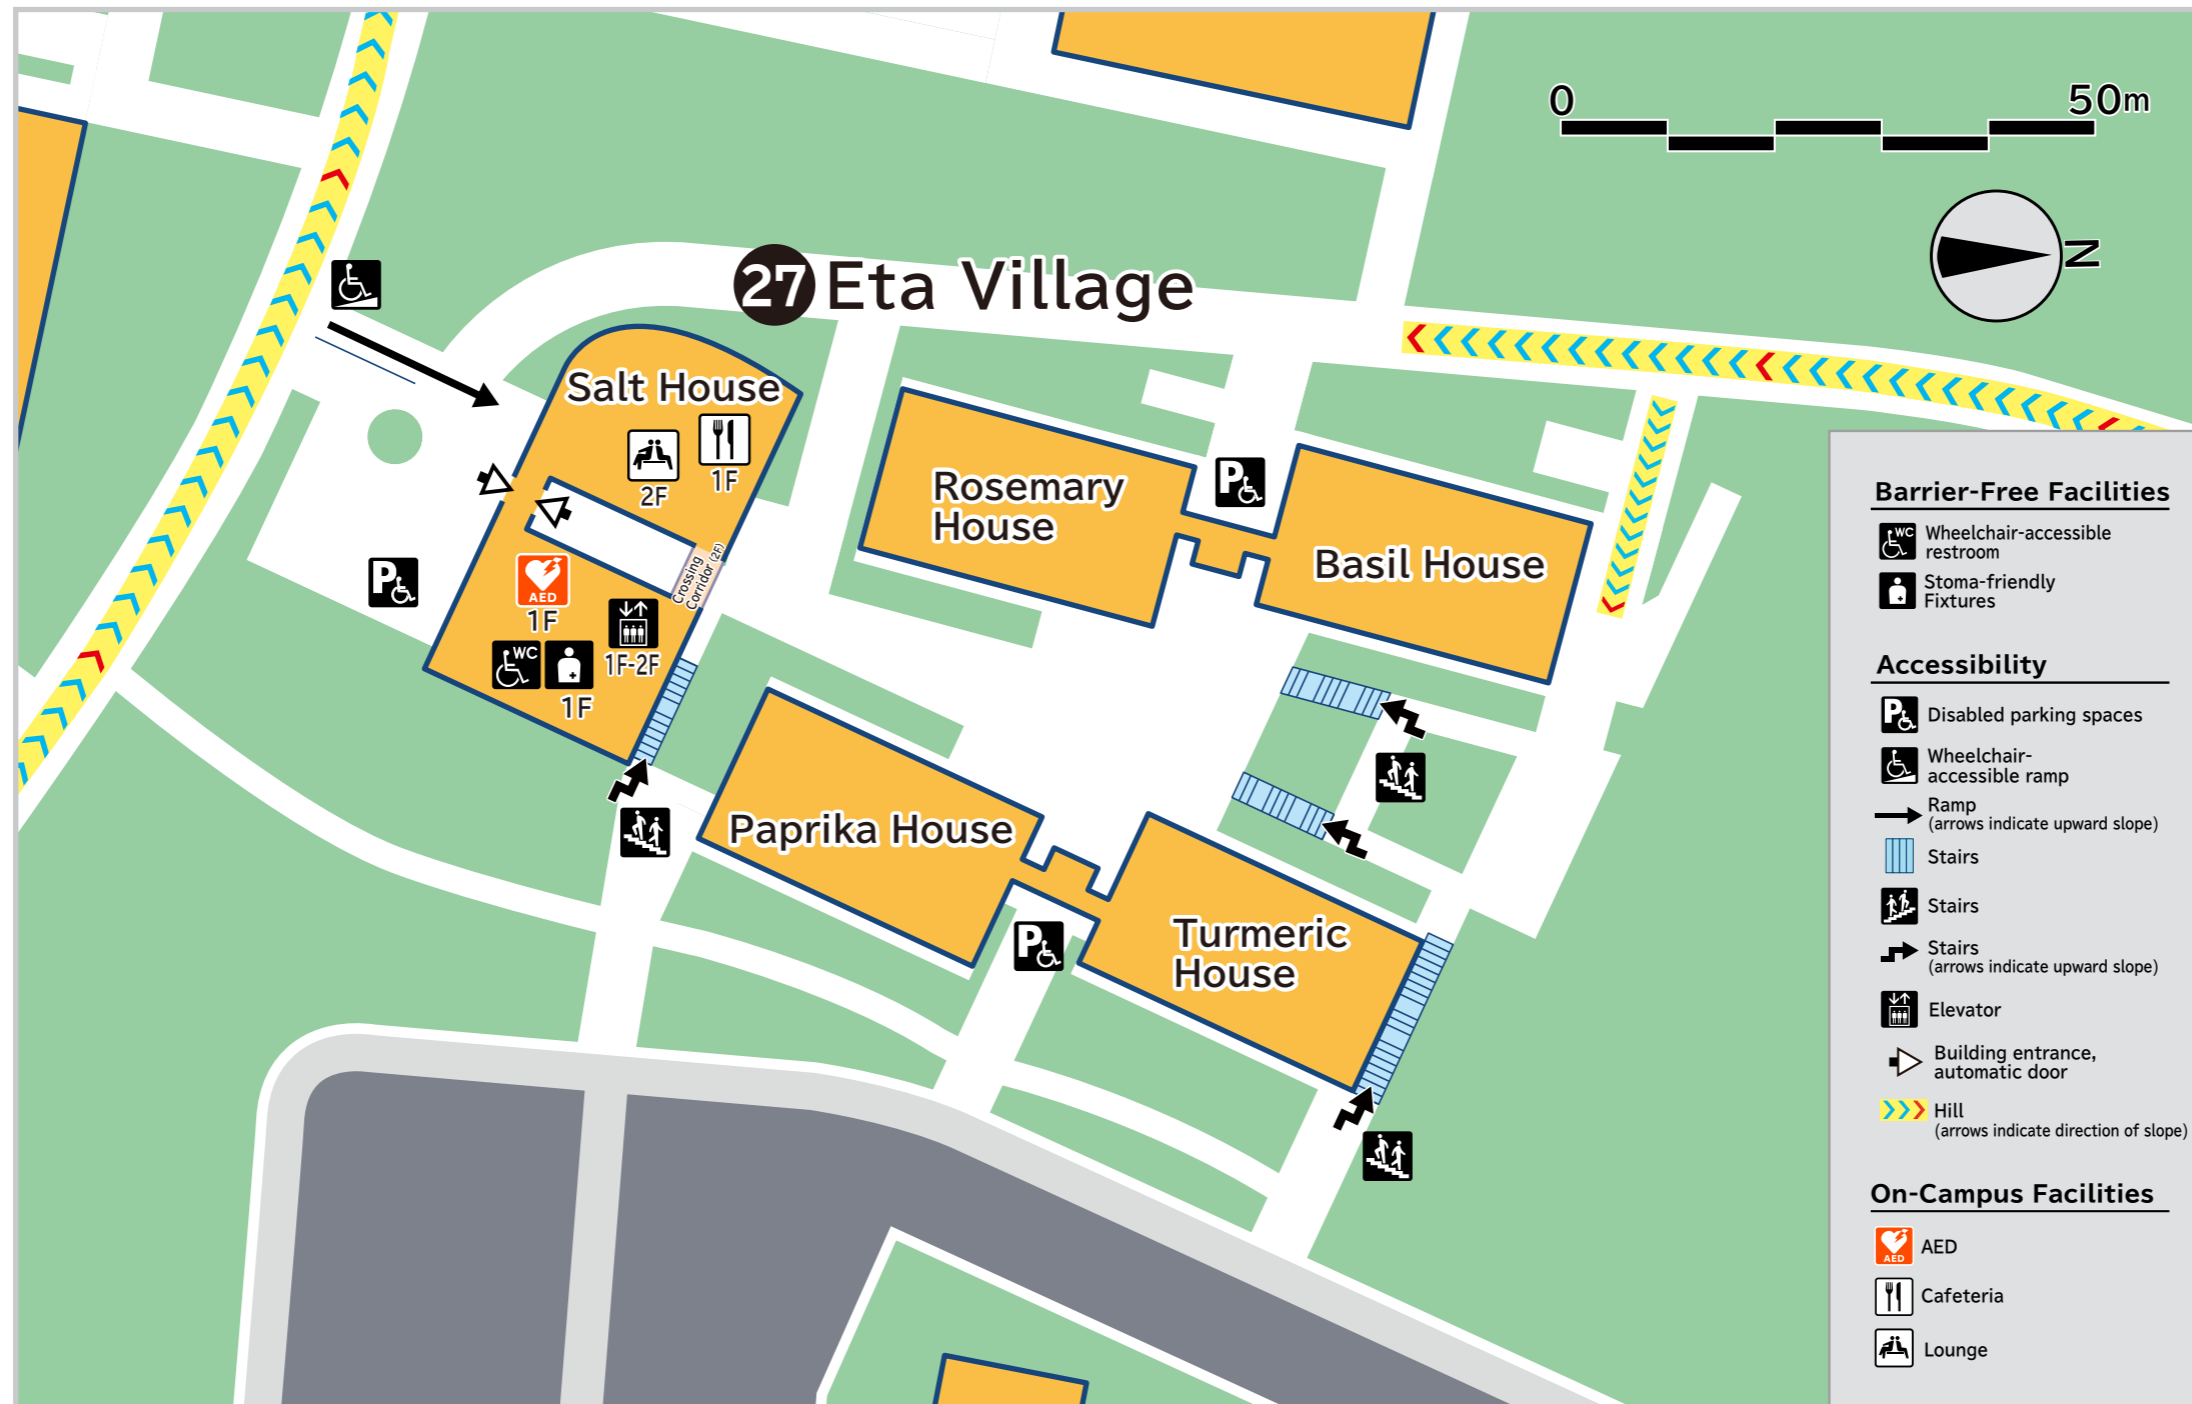 0 50m
N
27 Eta Village
Salt House
2F
1F
Crossing
Corridor (2F)
AED
1F
WC
1F-2F
1F
P
Rosemary
House
P
Basil House
Paprika House
P
Turmeric
House
Barrier-Free Facilities
WC
Wheelchair-accessible
restroom
Stoma-friendly
Fixtures
Accessibility
P
Disabled parking spaces
Wheelchair-
accessible ramp
Ramp
(arrows indicate upward slope)
Stairs
Stairs
Stairs
(arrows indicate upward slope)
Elevator
Building entrance,
automatic door
Hill
(arrows indicate direction of slope)
On-Campus Facilities
AED
AED
Cafeteria
Lounge